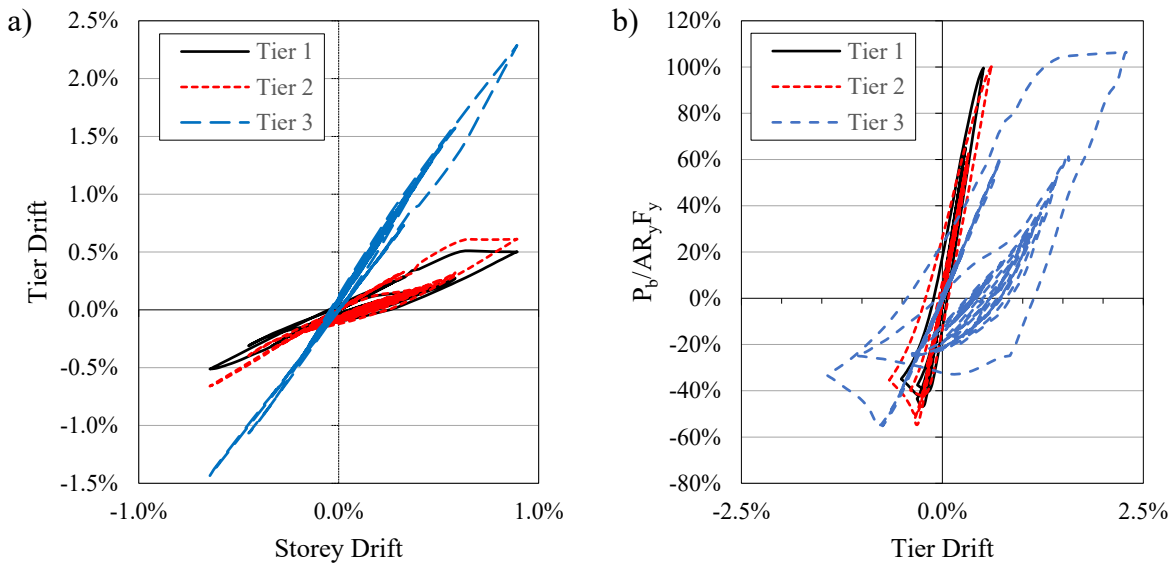 a)
2.5%
2.0%
1.5%
1.0%
0.5%
0.0%
-0.5%
-1.0%
-1.5%
Tier Drift
Tier 1
Tier 2
Tier 3
-1.0%
0.0%
1.0%
Storey Drift
b)
120%
100%
80%
60%
40%
20%
0%
-20%
-40%
-60%
-80%
P_b/AR_yF_y
Tier 1
Tier 2
Tier 3
-2.5%
0.0%
2.5%
Tier Drift